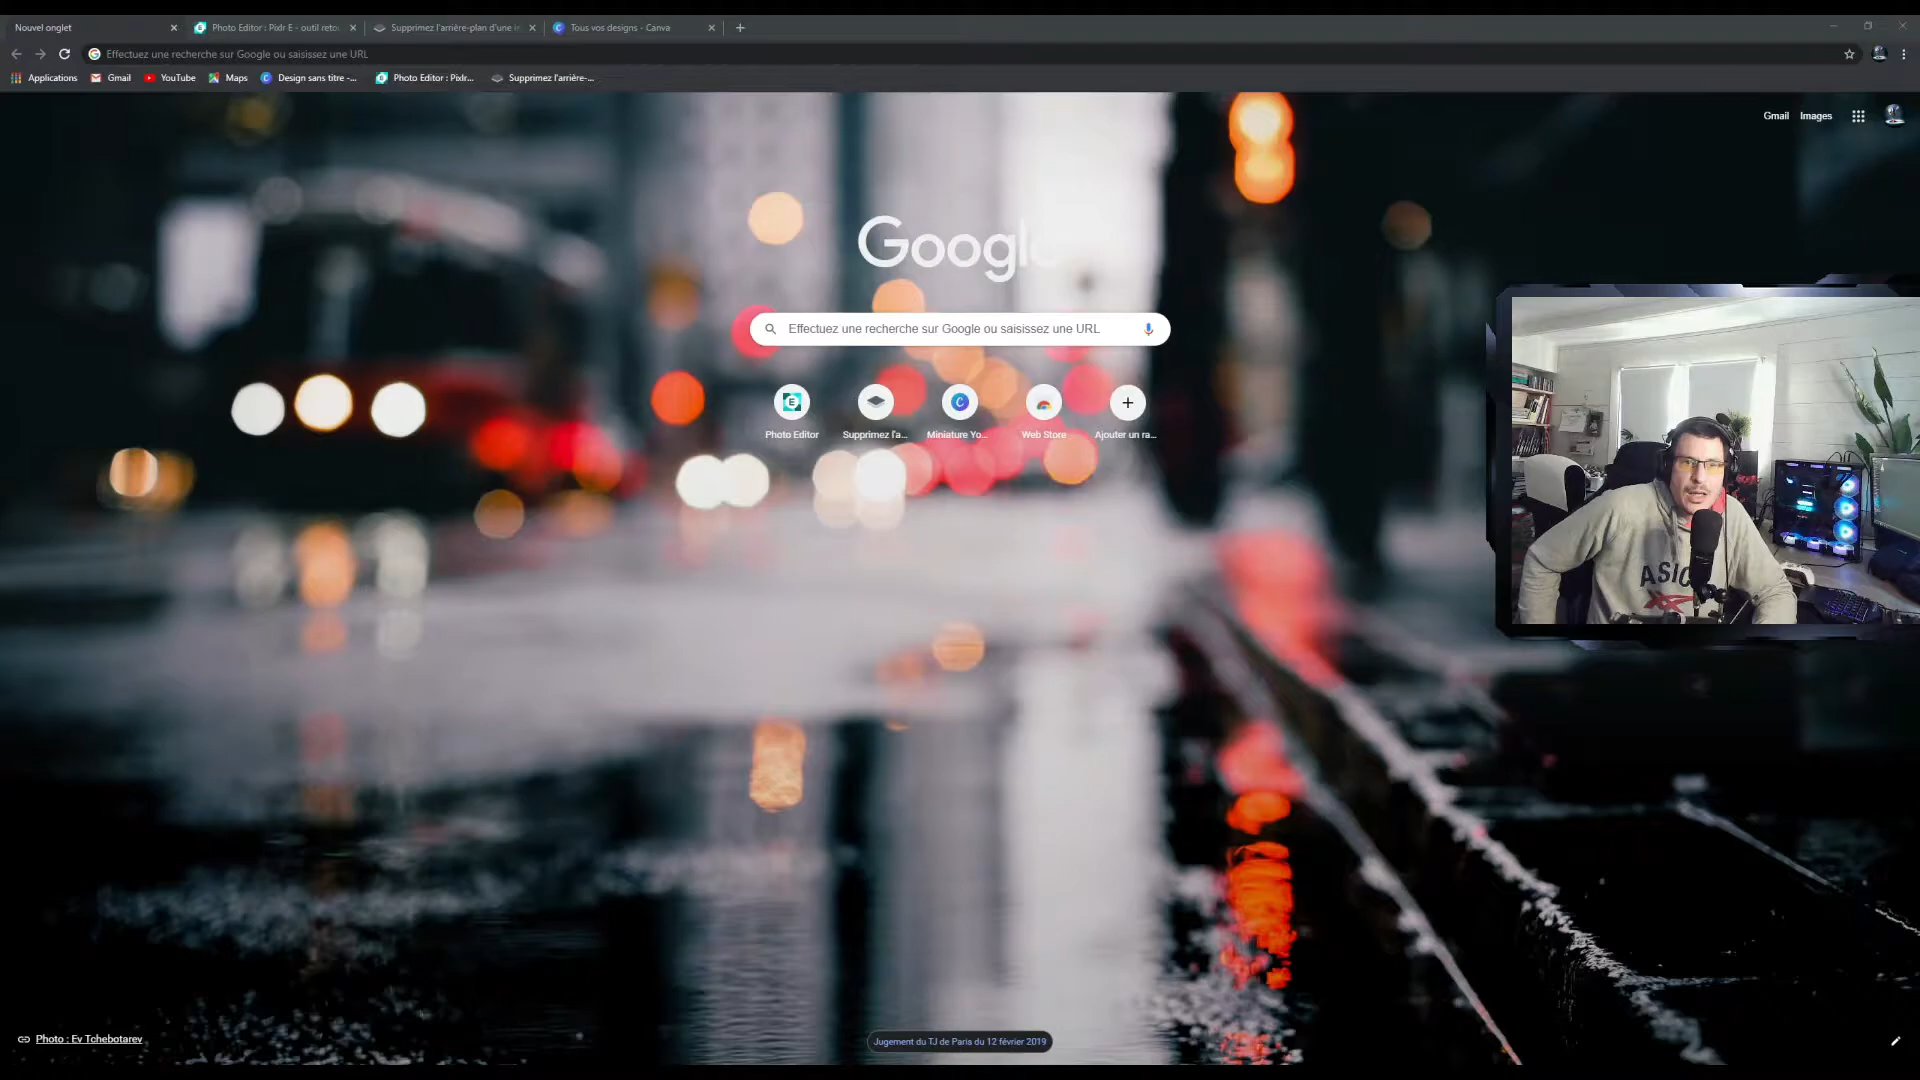 Nouvel onglet
Photo Editor : Pixlr E - outil reto
Supprimez l'arrière-plan d'une i
Tous vos designs - Canva
Effectuez une recherche sur Google ou saisissez une URL
Applications
Gmail
YouTube
Maps
Design sans titre -...
Photo Editor : Pixlr...
Supprimez l'arrière-...
Gmail
Images
Google
Effectuez une recherche sur Google ou saisissez une URL
Photo Editor
Supprimez l'a...
Miniature Yo...
Web Store
Ajouter un ra...
ASIC
Photo : Ev Tchebotarev
Jugement du TJ de Paris du 12 février 2019